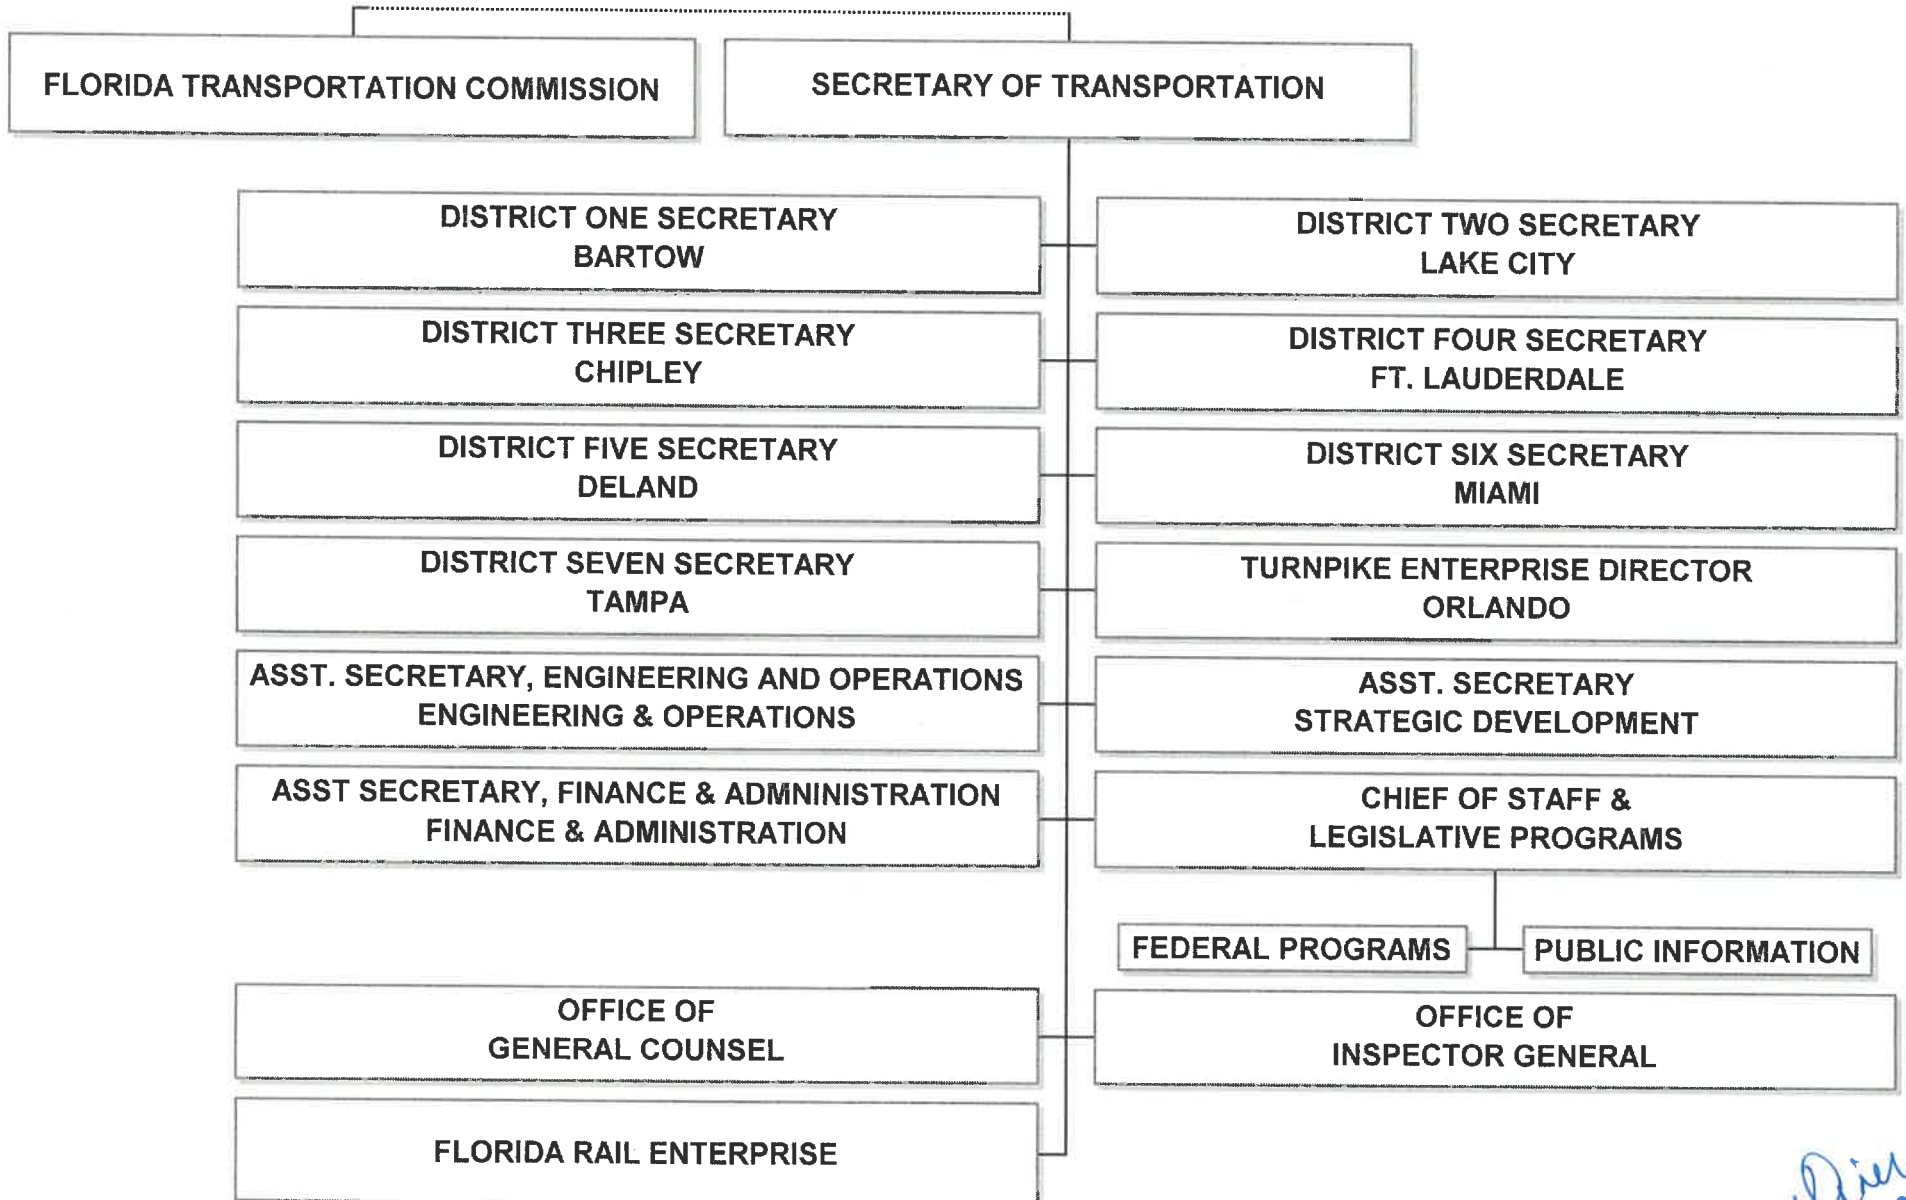 FLORIDA TRANSPORTATION COMMISSION
SECRETARY OF TRANSPORTATION
DISTRICT ONE SECRETARY
BARTOW
DISTRICT TWO SECRETARY
LAKE CITY
DISTRICT THREE SECRETARY
CHIPLEY
DISTRICT FOUR SECRETARY
FT. LAUDERDALE
DISTRICT FIVE SECRETARY
DELAND
DISTRICT SIX SECRETARY
MIAMI
DISTRICT SEVEN SECRETARY
TAMPA
TURNPIKE ENTERPRISE DIRECTOR
ORLANDO
ASST. SECRETARY, ENGINEERING AND OPERATIONS
ENGINEERING & OPERATIONS
ASST. SECRETARY
STRATEGIC DEVELOPMENT
ASST SECRETARY, FINANCE & ADMNINISTRATION
FINANCE & ADMINISTRATION
CHIEF OF STAFF &
LEGISLATIVE PROGRAMS
FEDERAL PROGRAMS
PUBLIC INFORMATION
OFFICE OF
GENERAL COUNSEL
OFFICE OF
INSPECTOR GENERAL
FLORIDA RAIL ENTERPRISE